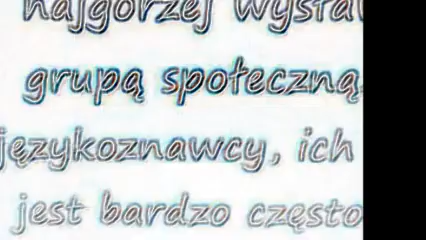 najgorzej
grupą społeczną
językoznawcy, ich
jest bardzo często